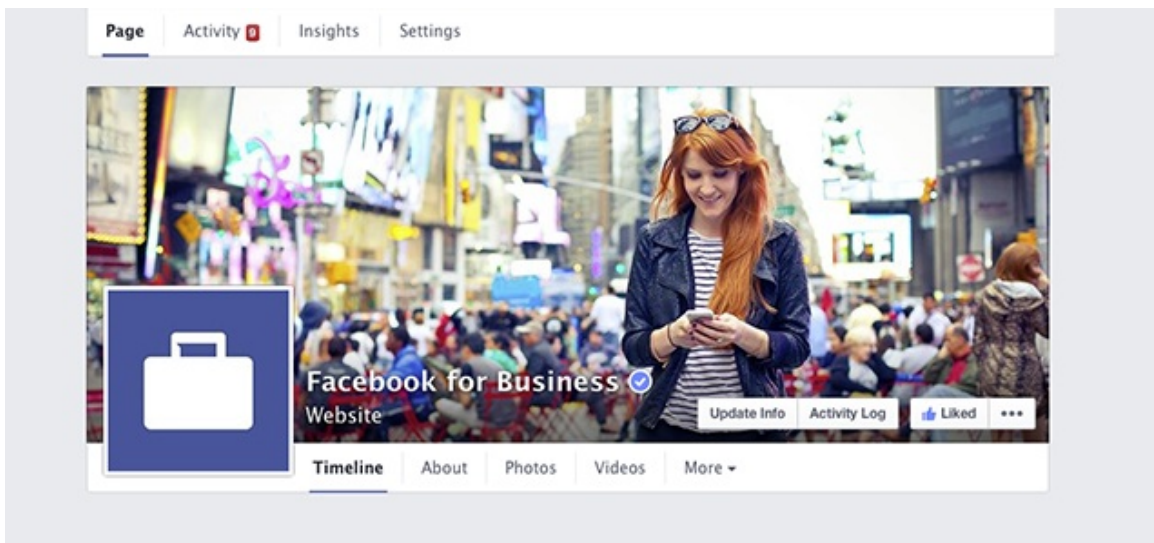 Page Activity 9 Insights Settings
Facebook for Business
Website
Update Info Activity Log Liked •••
Timeline About Photos Videos More